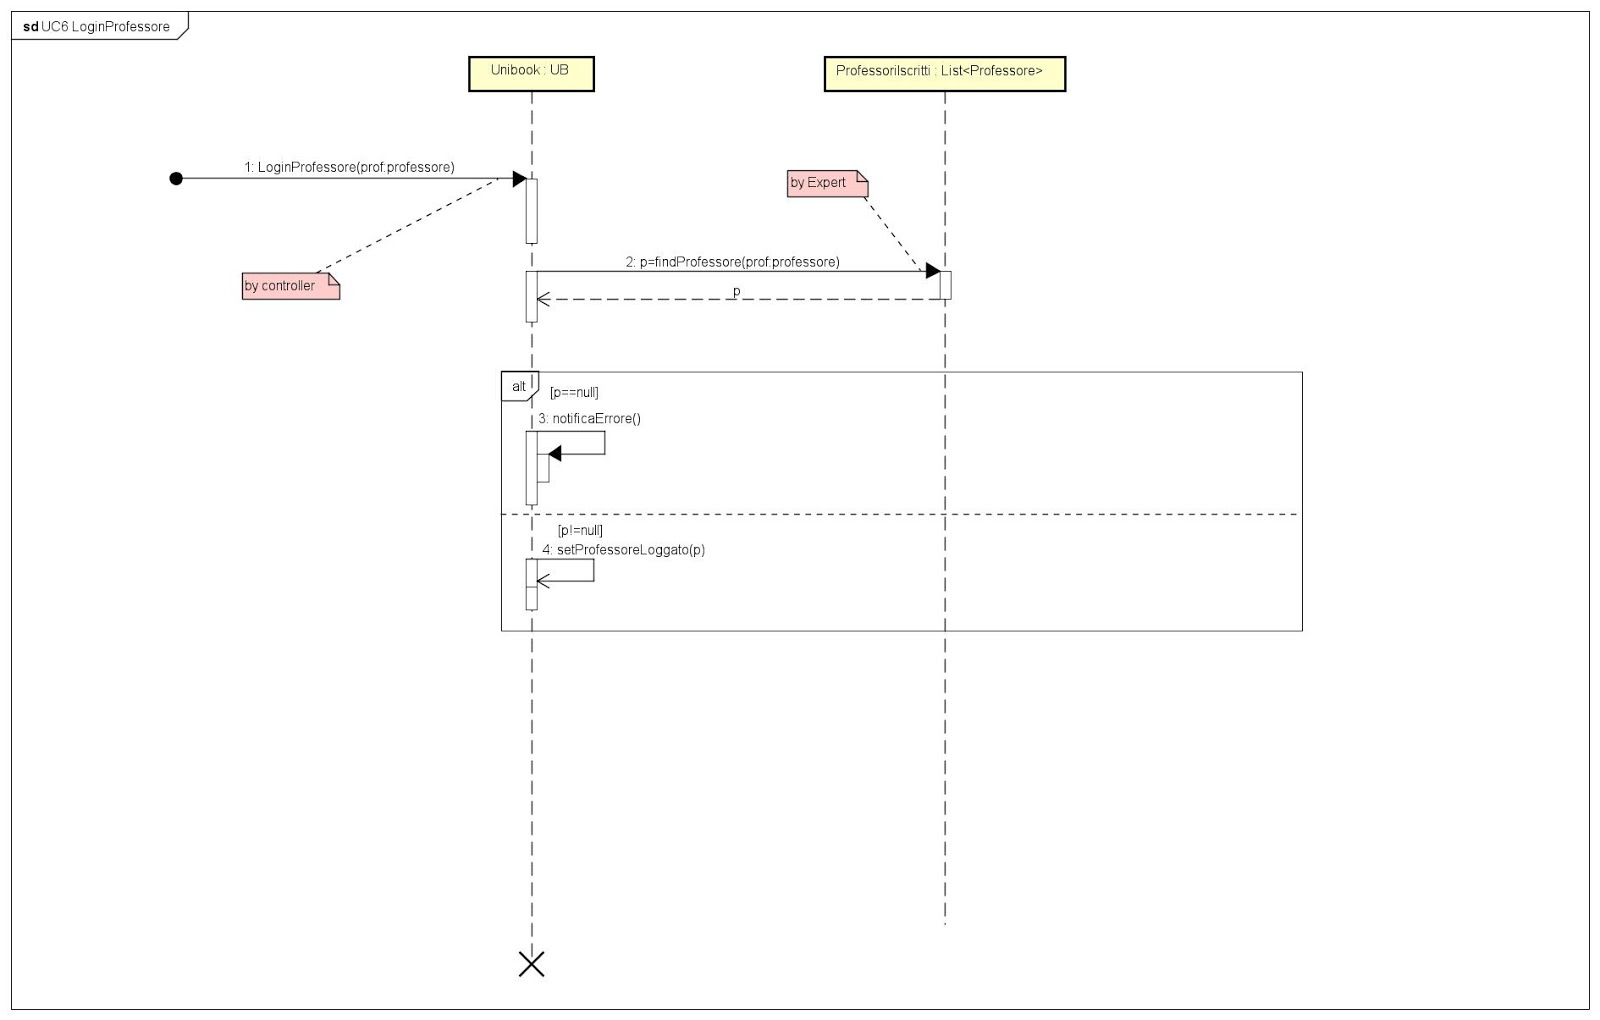 sd UC6 LoginProfessore
Unibook : UB
ProfessoriIscritti : List<Professore>
1: LoginProfessore(prof:professore)
by Expert
2: p=findProfessore(prof:professore)
by controller
p
alt
[p==null]
3: notificaErrore()
[p!=null]
4: setProfessoreLoggato(p)